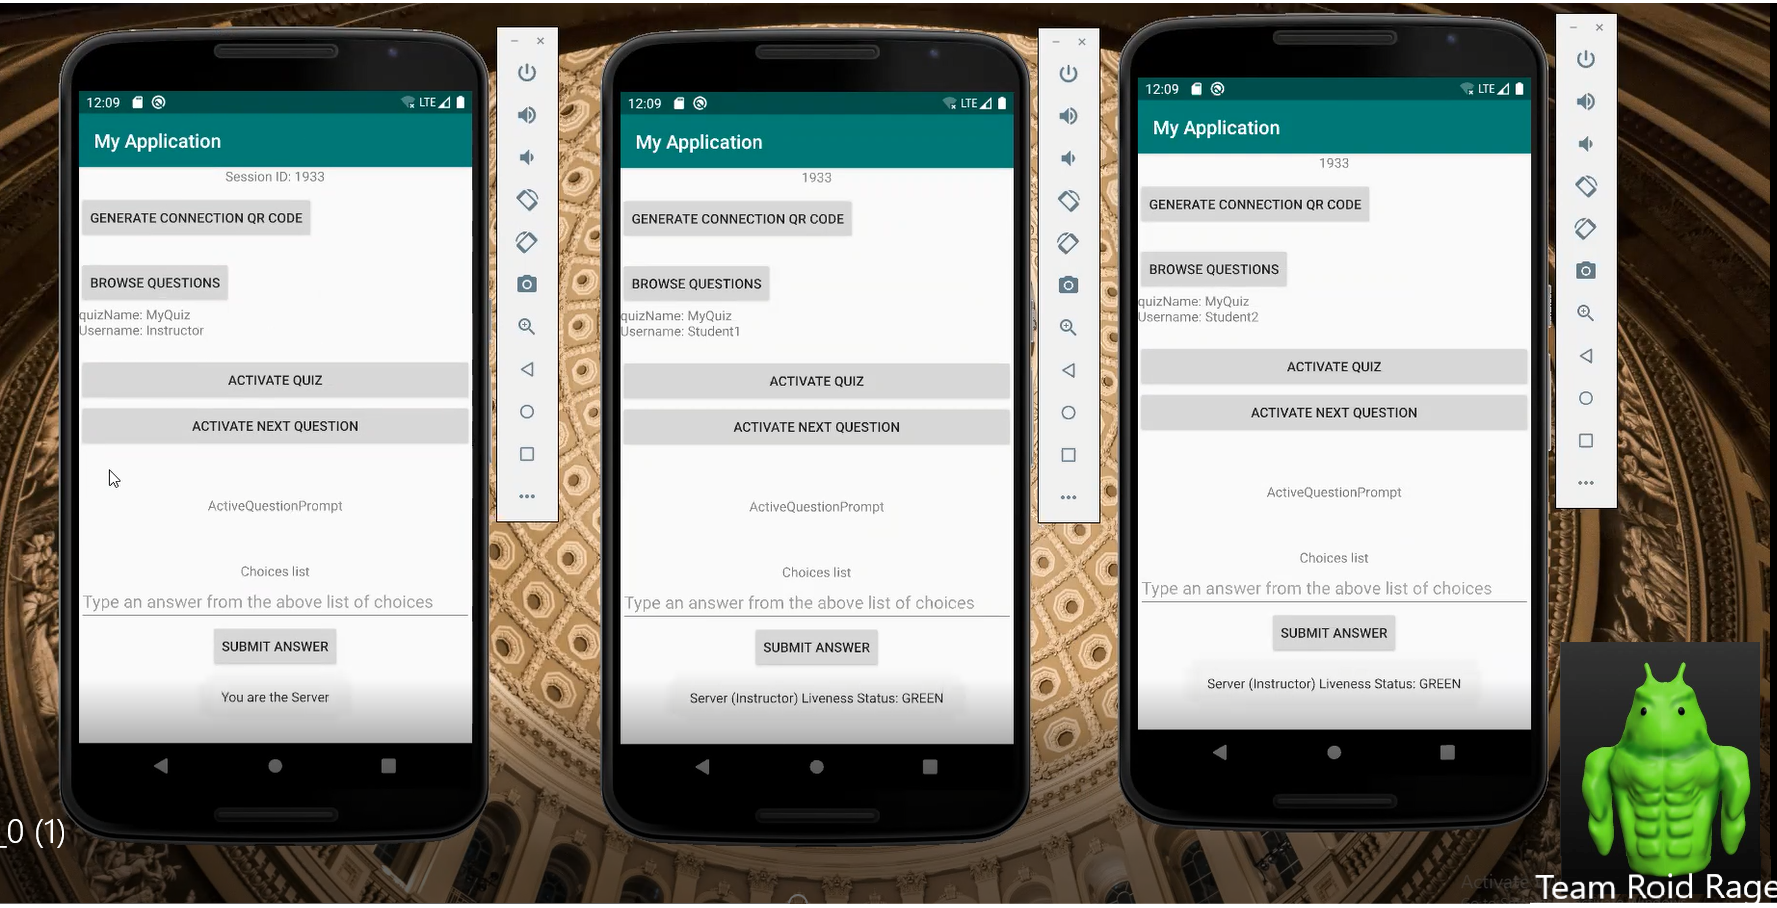 12:09 LTE
My Application
Session ID: 1933
GENERATE CONNECTION QR CODE
BROWSE QUESTIONS
quizName: MyQuiz
Username: Instructor
ACTIVATE QUIZ
ACTIVATE NEXT QUESTION
ActiveQuestionPrompt
Choices list
Type an answer from the above list of choices
SUBMIT ANSWER
You are the Server
12:09 LTE
My Application
1933
GENERATE CONNECTION QR CODE
BROWSE QUESTIONS
quizName: MyQuiz
Username: Student1
ACTIVATE QUIZ
ACTIVATE NEXT QUESTION
ActiveQuestionPrompt
Choices list
Type an answer from the above list of choices
SUBMIT ANSWER
Server (Instructor) Liveness Status: GREEN
12:09 LTE
My Application
1933
GENERATE CONNECTION QR CODE
BROWSE QUESTIONS
quizName: MyQuiz
Username: Student2
ACTIVATE QUIZ
ACTIVATE NEXT QUESTION
ActiveQuestionPrompt
Choices list
Type an answer from the above list of choices
SUBMIT ANSWER
Server (Instructor) Liveness Status: GREEN
_0 (1)
Activate
Team Roid Rage